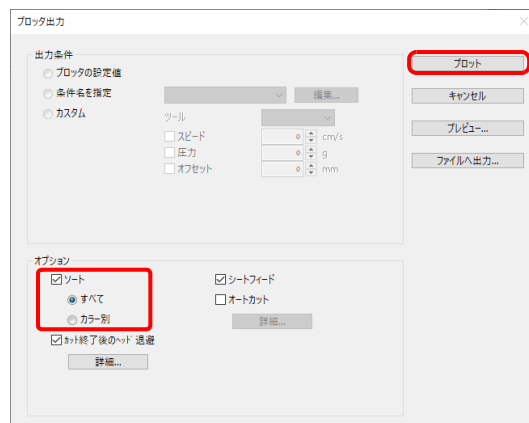 プロッタ出力
出力条件
プロッタの設定値
条件名を指定
編集...
カスタム
ツール
スピード
0
cm/s
圧力
0
g
オフセット
0
mm
プロット
キャンセル
プレビュー...
ファイルへ出力...
オプション
ソート
すべて
カラー別
カット終了後のヘッド退避
詳細...
シートフィード
オートカット
詳細...